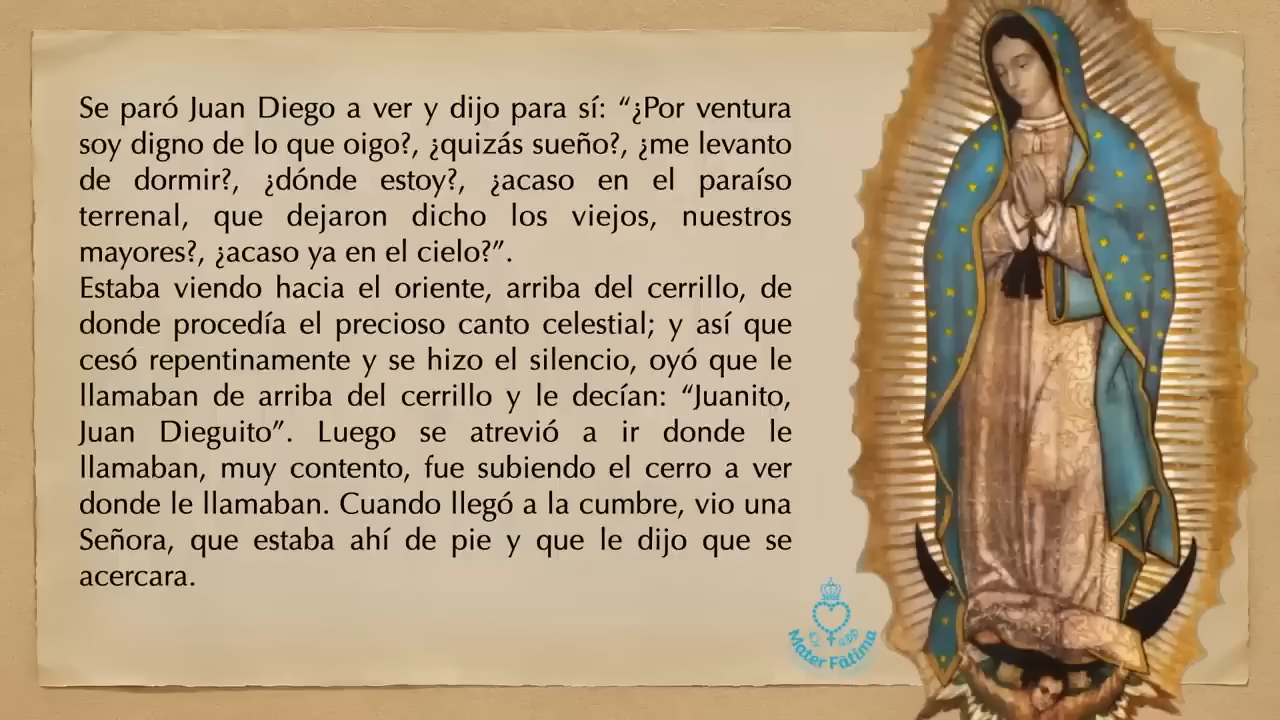 Se paró Juan Diego a ver y dijo para sí: “¿Por ventura
soy digno de lo que oigo?, ¿quizás sueño?, ¿me levanto
de dormir?, ¿dónde estoy?, ¿acaso en el paraíso
terrenal, que dejaron dicho los viejos, nuestros
mayores?, ¿acaso ya en el cielo?”.
Estaba viendo hacia el oriente, arriba del cerrillo, de
donde procedía el precioso canto celestial; y así que
cesó repentinamente y se hizo el silencio, oyó que le
llamaban de arriba del cerrillo y le decían: “Juanito,
Juan Dieguito”. Luego se atrevió a ir donde le
llamaban, muy contento, fue subiendo el cerro a ver
donde le llamaban. Cuando llegó a la cumbre, vio una
Señora, que estaba ahí de pie y que le dijo que se
acercara.
Mater Fàtima